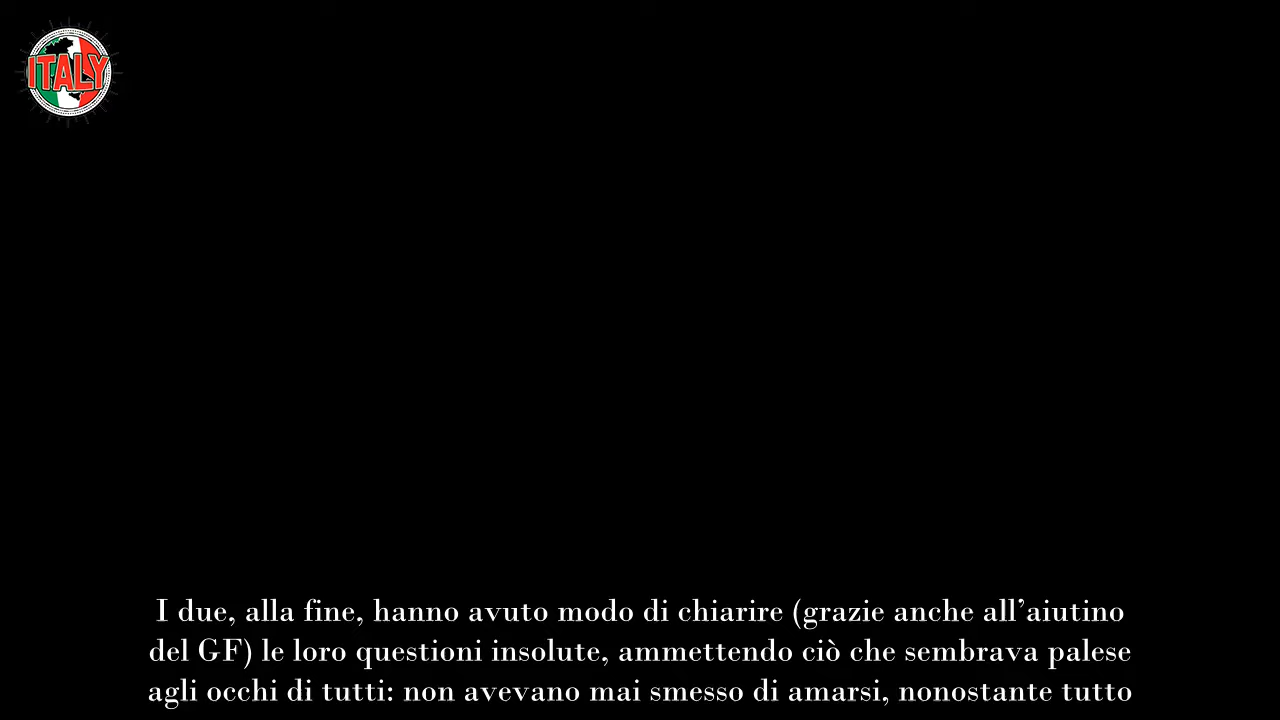 ITALY
I due, alla fine, hanno avuto modo di chiarire (grazie anche all’aiutino
del GF) le loro questioni insolute, ammettendo ciò che sembrava palese
agli occhi di tutti: non avevano mai smesso di amarsi, nonostante tutto